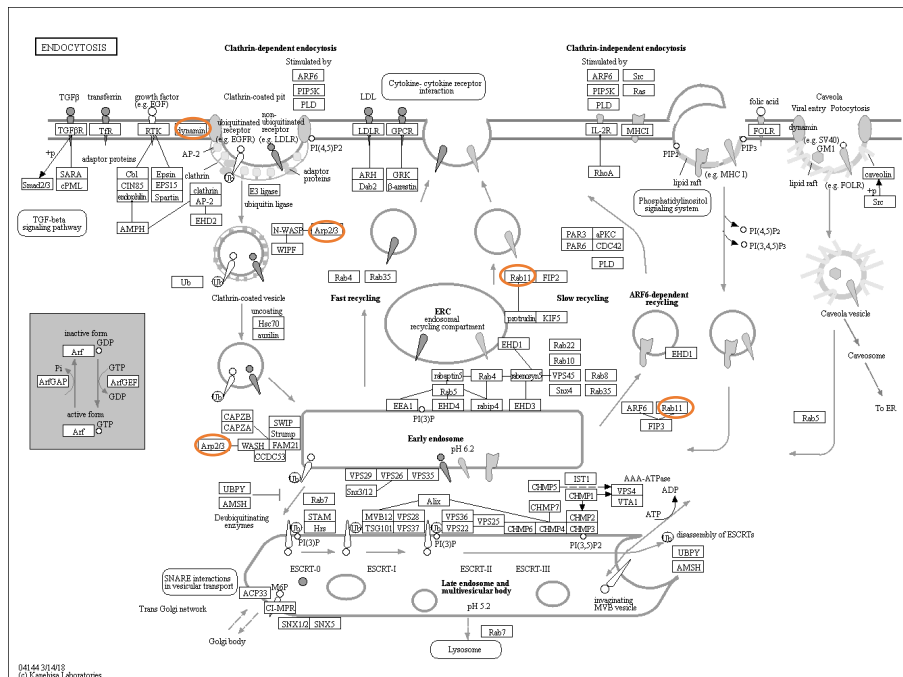 ENDOCYTOSIS
Clathrin-dependent endocytosis
Stimulated by
ARF6
PIP5K
PLD
Clathrin-independent endocytosis
Stimulated by
ARF6
Src
PIP5K
Ras
PLD
Cytokine-cytokine receptor
interaction
TGFβ
transferrin
growth factor
(e.g. EGF)
Clathrin-coated pit
LDL
folic acid
Caveola
Viral entry
Potocytosis
TGFβR
TfR
RTK
dynamin
ubiquitinated
receptor
(e.g. EGFR)
non-
ubiquitinated
receptor
(e.g. LDLR)
PI(4,5)P2
LDLR
GPCR
IL-2R
MHCI
PIP5
PIP3
FOLR
dynamin
(e.g. SV40)
GM1
+p
adaptor proteins
AP-2
Ub
adaptor
proteins
SARA
cPML
Smad2/3
Cbl
CIN85
endophilin
Epsin
EPS15
Spartin
clathrin
clathrin
AP-2
EHD2
AMPH
E3 ligase
ubiquitin ligase
ARH
Dab2
GRK
β-arrestin
RhoA
lipid raft
(e.g. MHC I)
lipid raft
(e.g. FOLR)
caveolin
+p
Src
TGF-beta
signaling pathway
Phosphatidylinositol
signaling system
N-WASP
Arp2/3
WIPF
PAR3
aPKC
PAR6
CDC42
PLD
PI(4)P2
PI(3,4,5)P3
Ub
Ub
Clathrin-coated vesicle
Rab4
Rab35
Fast recycling
Rab11
FIP2
Slow recycling
ARF6-dependent
recycling
protrudin
KIF5
ERC
endosomal
recycling compartment
EHD1
Caveola vesicle
uncoating
Hsc70
auxilin
inactive form
GDP
Arf
Pi
GTP
ArfGAP
ArfGEF
GDP
active form
GTP
Arf
Rab22
Rab10
rabaptin5
Rab4
rabenosyn5
VPS45
Rab8
Rab5
Snx4
Rab35
EHD1
Caveosome
To ER
Ub
EEA1
EHD4
rabip4
EHD3
PI(3)P
ARF6
Rab11
FIP3
Rab5
CAPZB
CAPZA
SWIP
Strump
Arp2/3
WASH
FAM21
CCDC53
Early endosome
pH 6.2
Ub
VPS29
VPS26
VPS35
Snx3/12
UBPY
AMSH
Deubiquitinating
enzymes
Rab7
STAM
Hrs
Alix
MVB12
VPS28
TSG101
VPS37
VPS36
VPS22
VPS25
CHMP5
IST1
CHMP1
CHMP7
CHMP2
CHMP6
CHMP4
CHMP3
AAA-ATPase
VPS4
VTA1
ADP
ATP
Ub
Ub
Ub
PI(3)P
PI(3)P
PI(3,5)P2
Ub
disassembly of ESCRTs
UBPY
AMSH
ESCRT-0
ESCRT-I
ESCRT-II
ESCRT-III
SNARE interactions
in vesicular transport
ACP33
M6P
CI-MPR
Late endosome and
multivesicular body
pH 5.2
invaginating
MVB vesicle
Trans Golgi network
Golgi body
SNX1/2
SNX5
Rab7
Lysosome
04144 3/14/18
(c) Kanehisa Laboratories